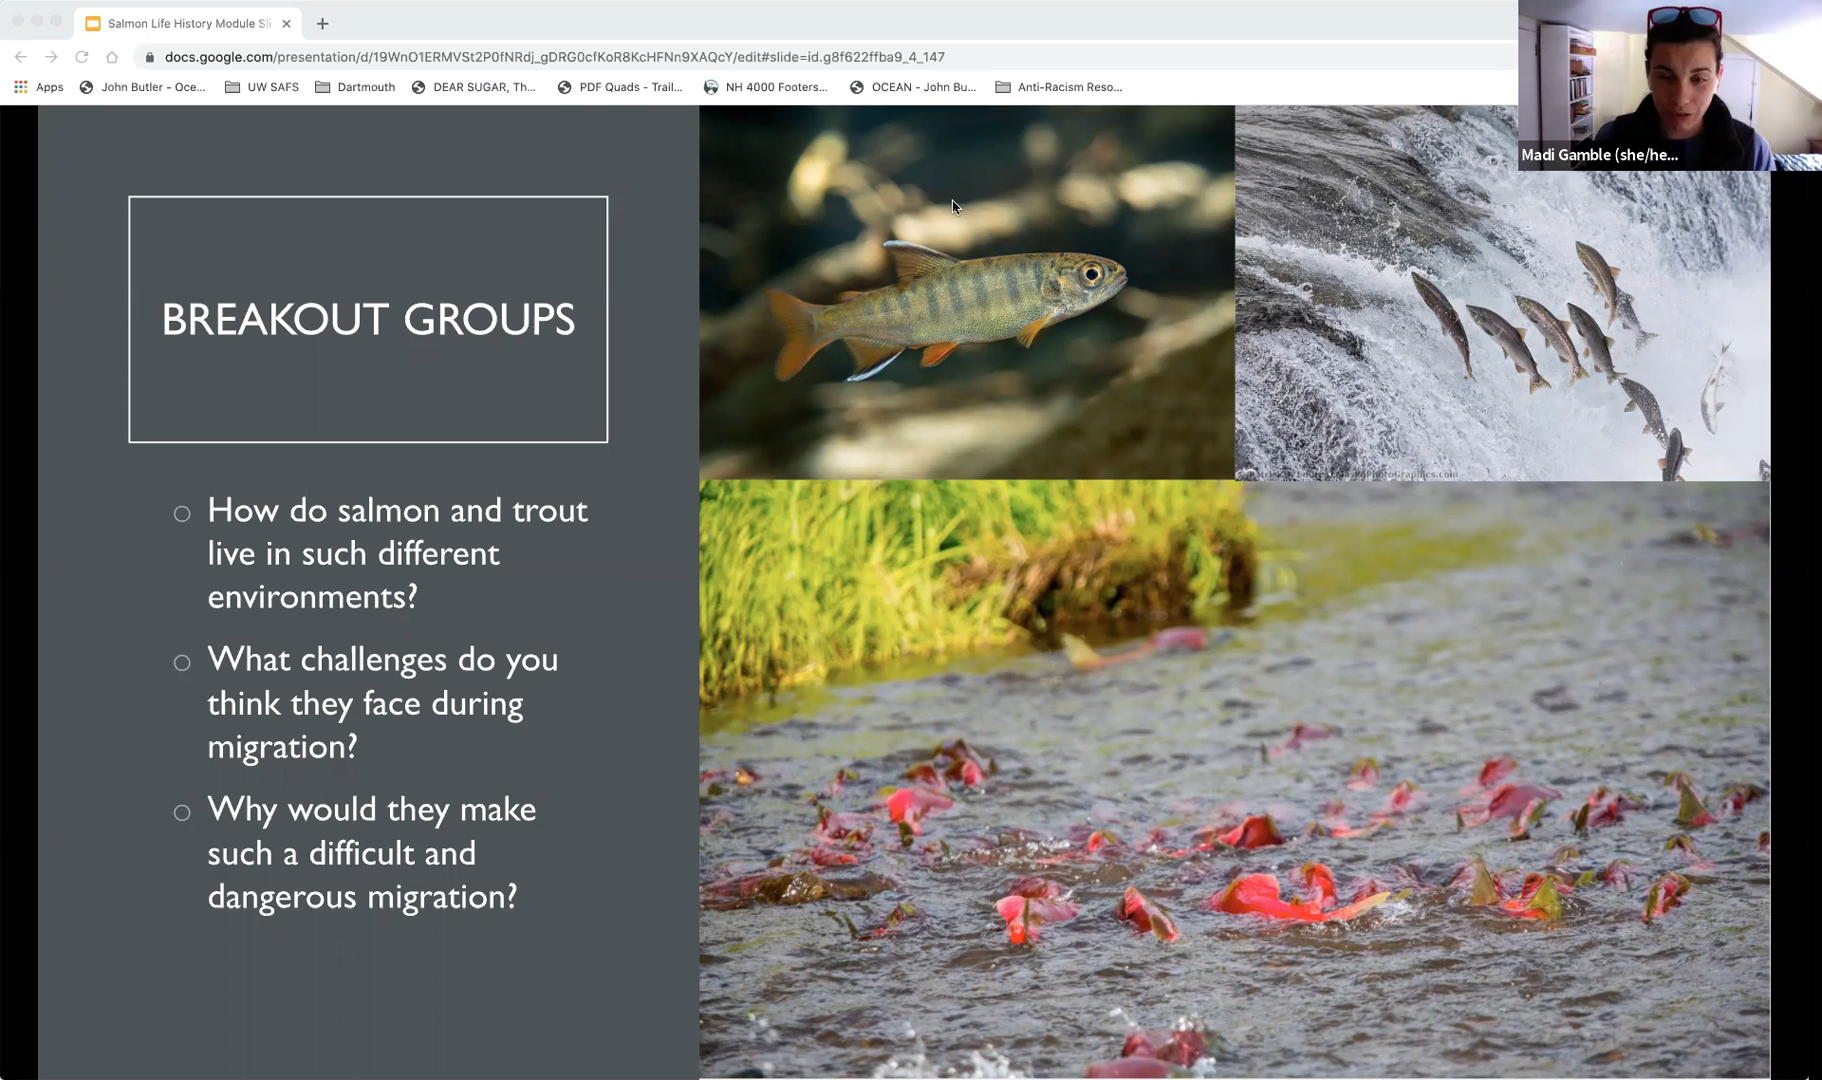 Salmon Life History Module Sli
docs.google.com/presentation/d/19WnO1ERMVSt2P0fNRdj_gDRG0cfKoR8KcHFNn9XAQcY/edit#slide=id.g8f622ffba9_4_147
Apps John Butler - Oce... UW SAFS Dartmouth DEAR SUGAR, Th... PDF Quads - Trail... NH 4000 Footers... OCEAN - John Bu... Anti-Racism Reso...
Madi Gamble (she/he...
BREAKOUT GROUPS
How do salmon and trout
live in such different
environments?
What challenges do you
think they face during
migration?
Why would they make
such a difficult and
dangerous migration?